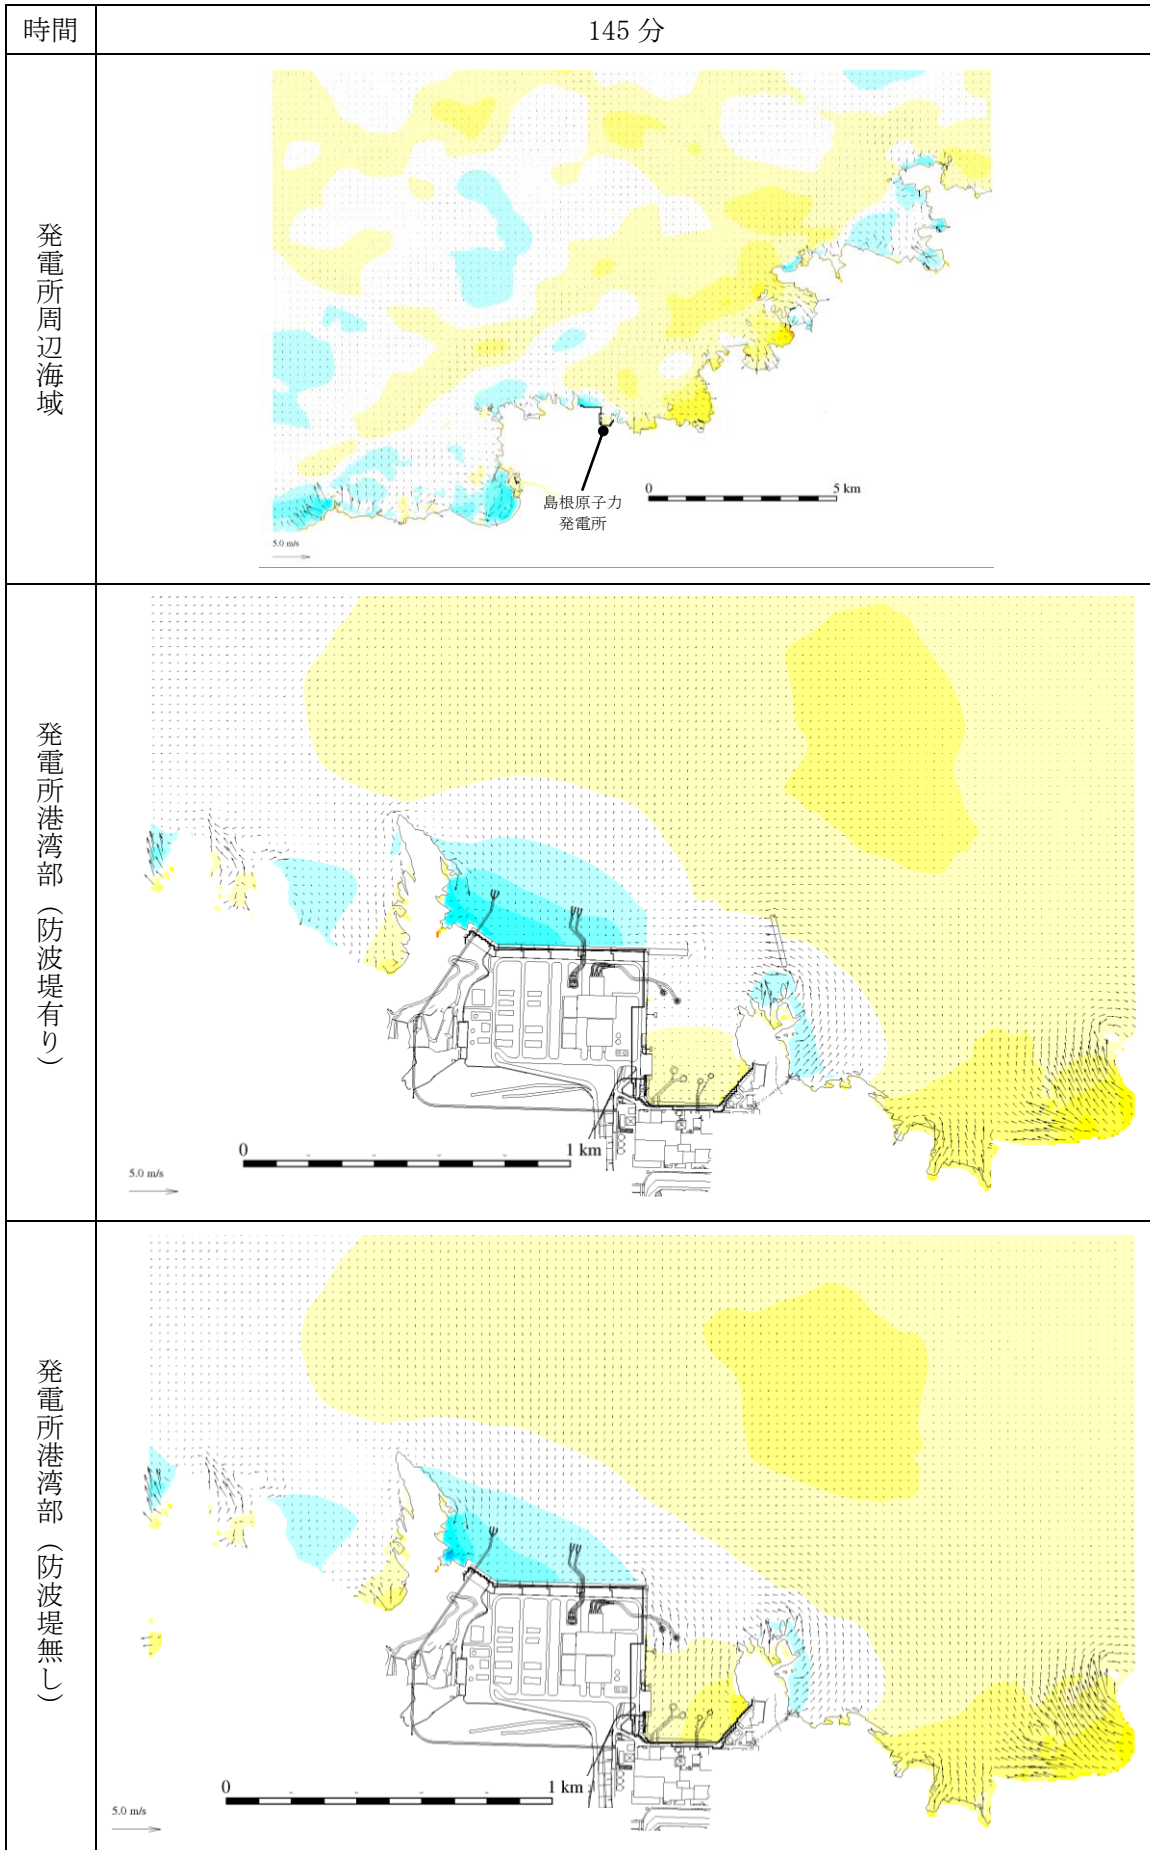 時間
145 分
発電所周辺海域
島根原子力
発電所
0
5 km
5.0 m/s
発電所港湾部（防波堤有り）
0
1 km
5.0 m/s
発電所港湾部（防波堤無し）
0
1 km
5.0 m/s